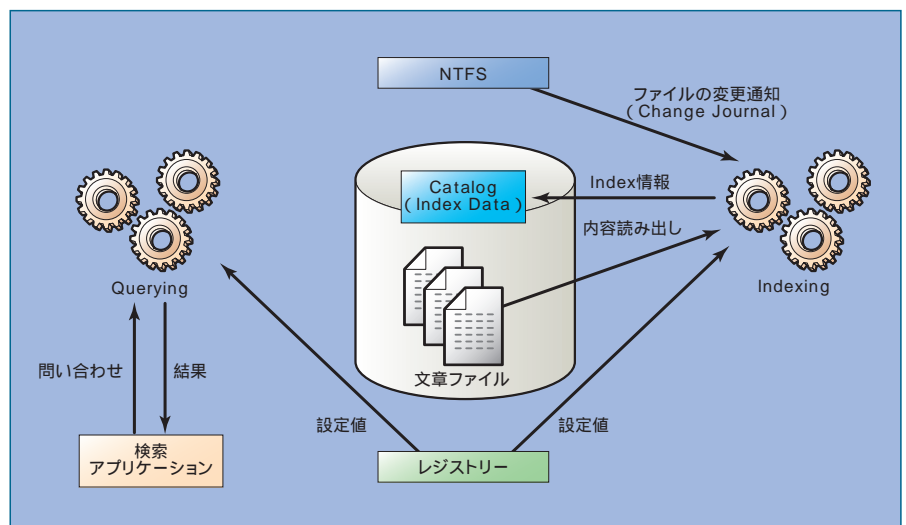 NTFS
ファイルの変更通知
（Change Journal）
Catalog
（Index Data）
Index情報
内容読み出し
Querying
Indexing
文章ファイル
問い合わせ
結果
設定値
設定値
検索
アプリケーション
レジストリー